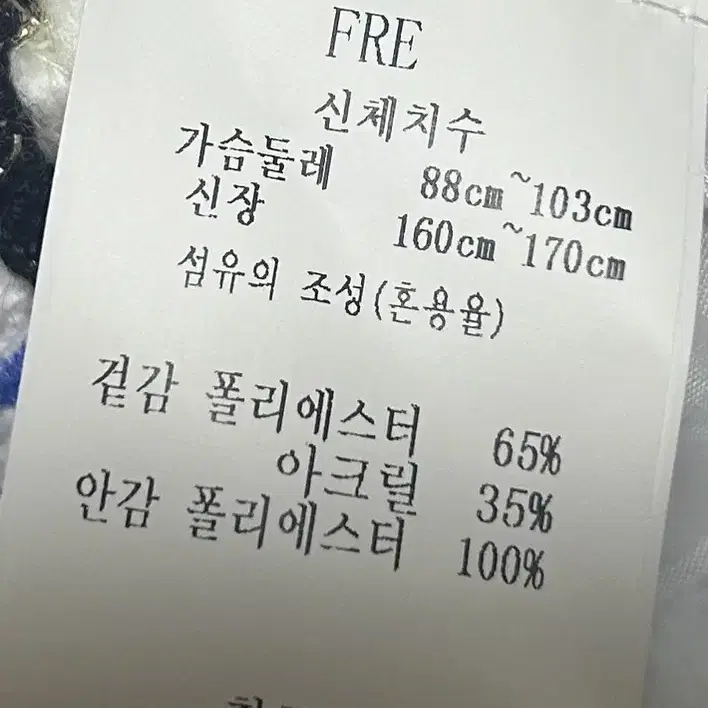 FRE
신체치수
가슴둘레 88cm~103cm
신장 160cm~170cm
섬유의 조성(혼용율)
겉감 폴리에스터 65%
아크릴 35%
안감 폴리에스터 100%